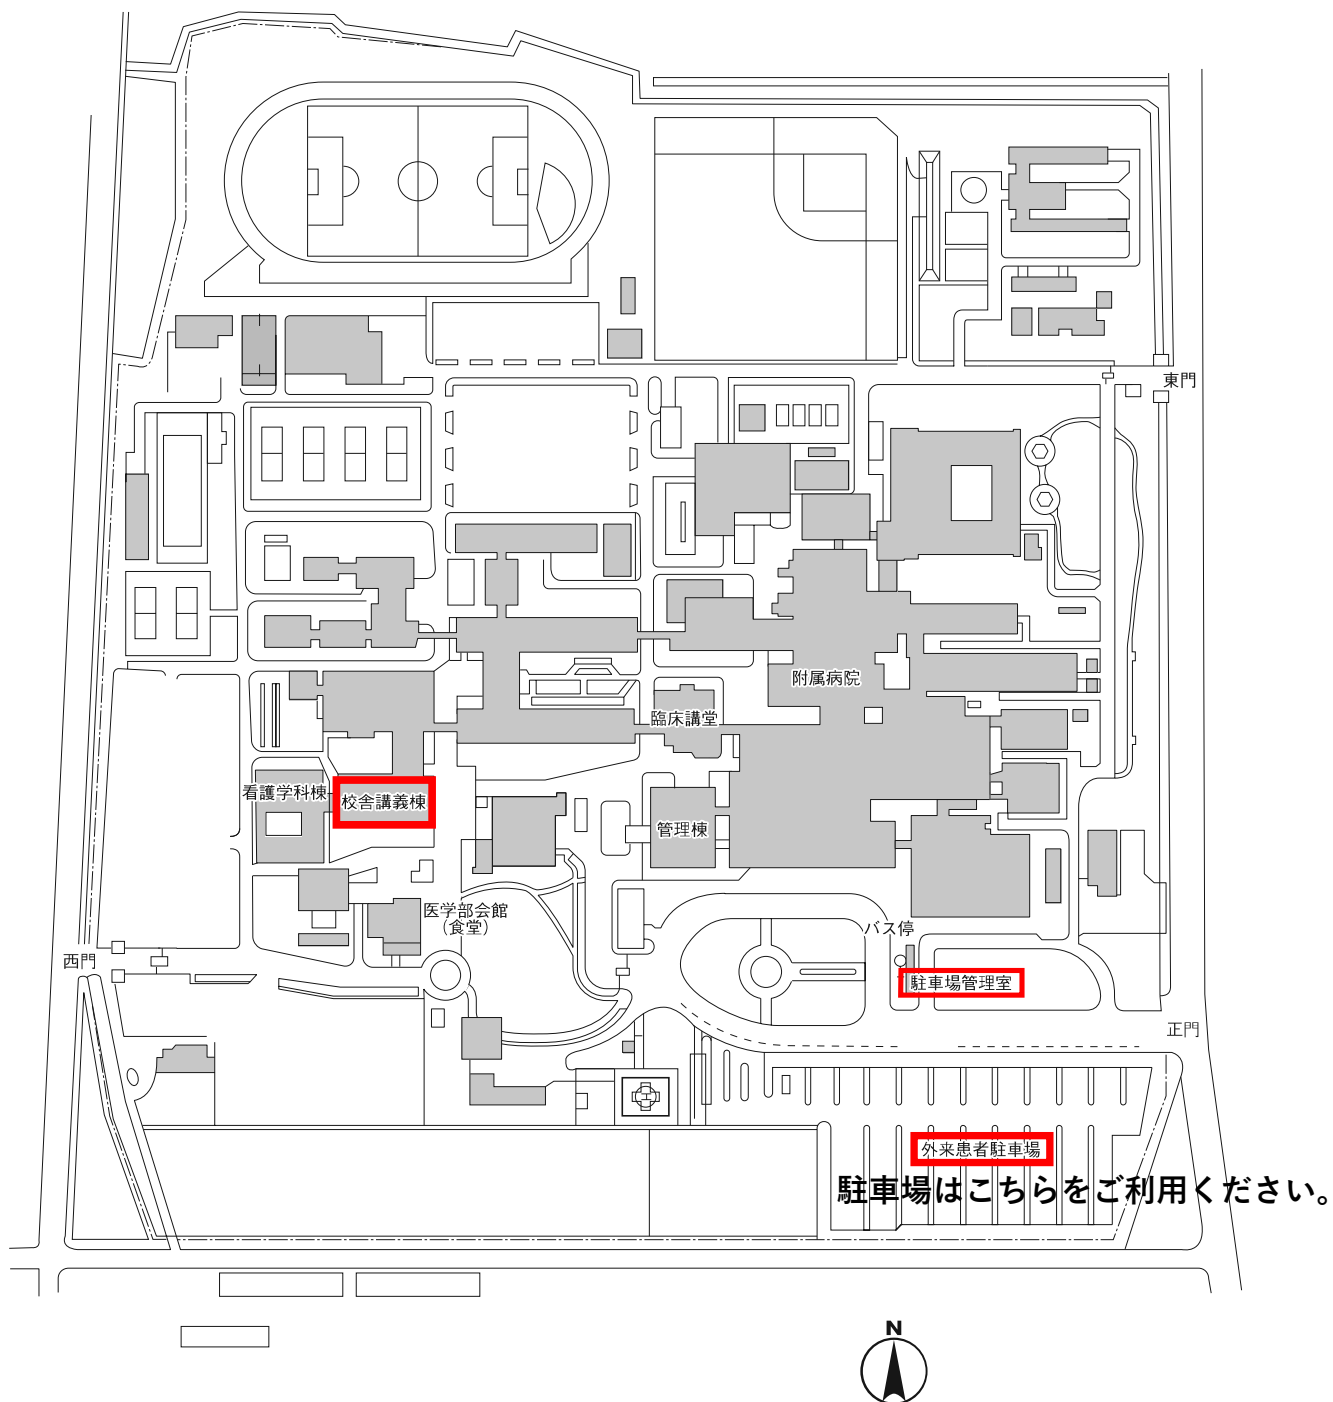 東門
附属病院
臨床講堂
看護学科棟
校舎講義棟
管理棟
医学部会館
(食堂)
バス停
西門
駐車場管理室
正門
外来患者駐車場
駐車場はこちらをご利用ください。
N